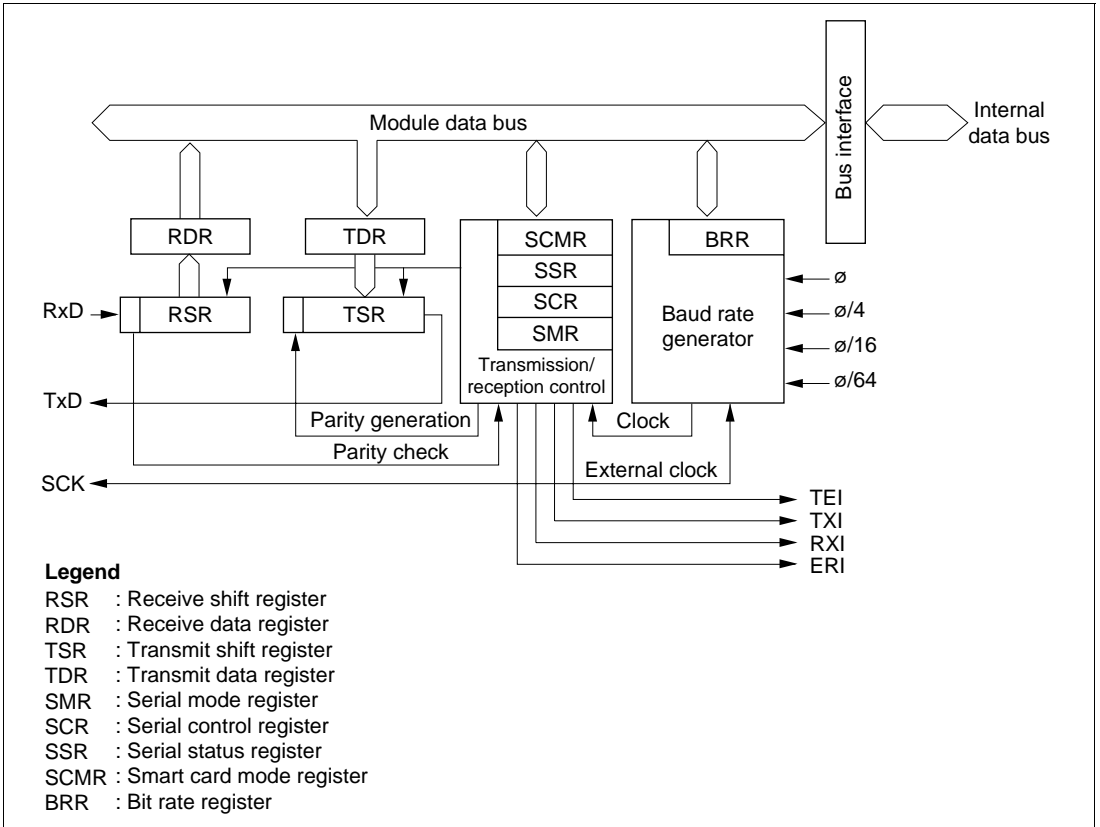 Module data bus
Bus interface
Internal
data bus
RDR
TDR
SCMR
SSR
SCR
SMR
Transmission/
reception control
BRR
Baud rate
generator
ø
ø/4
ø/16
ø/64
RxD
RSR
TSR
TxD
Parity generation
Parity check
Clock
SCK
External clock
TEI
TXI
RXI
ERI
Legend
RSR : Receive shift register
RDR : Receive data register
TSR : Transmit shift register
TDR : Transmit data register
SMR : Serial mode register
SCR : Serial control register
SSR : Serial status register
SCMR : Smart card mode register
BRR : Bit rate register